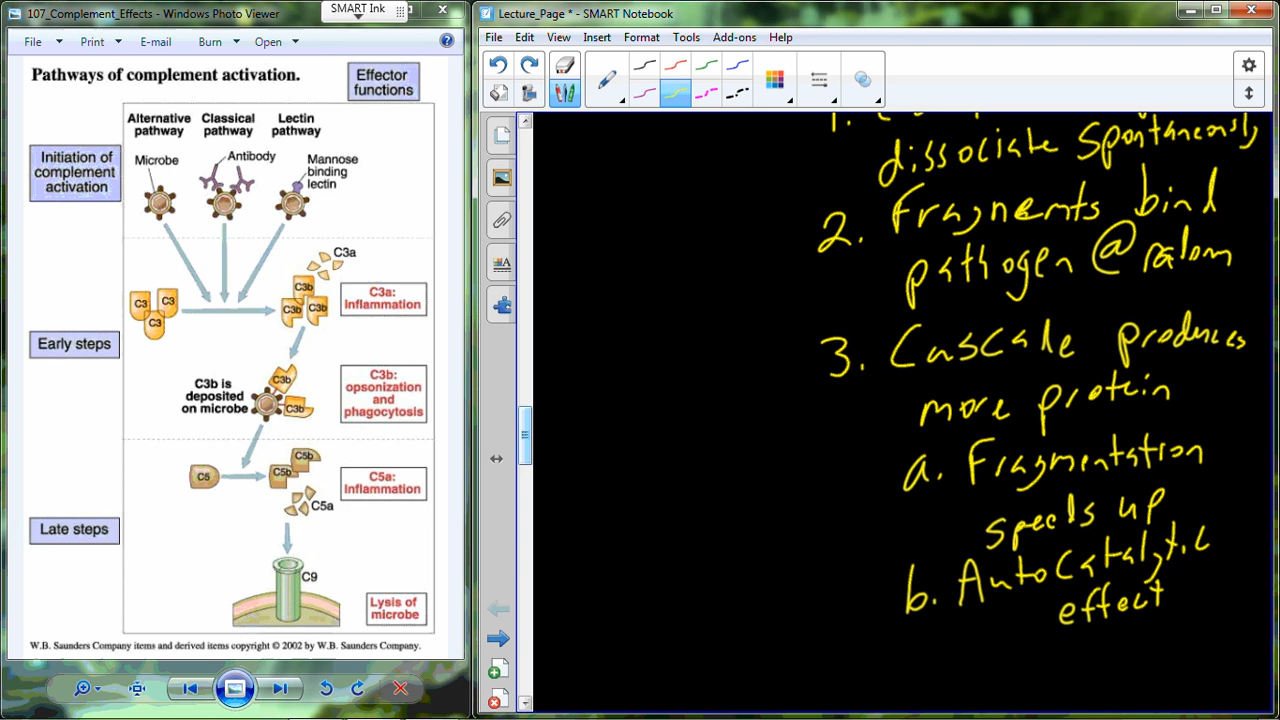 107_Complement_Effects - Windows Photo Viewer
SMART Ink
File Print E-mail Burn Open
Pathways of complement activation.
Effector
functions
Alternative
pathway
Classical
pathway
Lectin
pathway
Initiation of
complement
activation
Microbe
Antibody
Mannose
binding
lectin
C3a
C3b
C3b C3b
C3 C3
C3
C3a:
Inflammation
Early steps
C3b is
deposited
on microbe
C3b
C3b
C3b:
opsonization
and
phagocytosis
C5
C5b
C5b
C5a
C5a:
Inflammation
Late steps
C9
Lysis of
microbe
W.B. Saunders Company items and derived items copyright © 2002 by W.B. Saunders Company.
Lecture_Page * - SMART Notebook
File Edit View Insert Format Tools Add-ons Help
1.
dissociate spontaneously
2. Fragments bind
pathogen @ random
3. Cascade produces
more protein
a. Fragmentation
speeds up
b. AutoCatalytic
effect